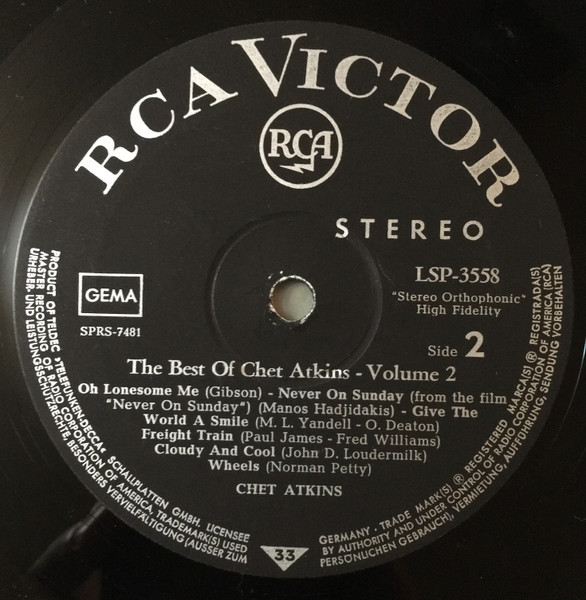 RCA VICTOR
RCA
STEREO
GEMA
SPRS-7481
LSP-3558
"Stereo Orthophonic"
High Fidelity
Side 2
The Best Of Chet Atkins - Volume 2
Oh Lonesome Me (Gibson) - Never On Sunday (from the film
"Never On Sunday") (Manos Hadjidakis) - Give The
World A Smile (M. L. Yandell - O. Deaton)
Freight Train (Paul James - Fred Williams)
Cloudy And Cool (John D. Loudermilk)
Wheels (Norman Petty)
CHET ATKINS
33
PRODUCT OF TELDEC »TELEFUNKEN-DECCA« SCHALLPLATTEN GMBH. LICENSEE
MASTER RECORDING OF RADIO CORPORATION OF AMERICA, TRADEMARK(S) USED
URHEBER UND LEISTUNGSSCHUTZRECHTE, BESONDERS VERVIELFÄLTIGUNG (AUSSER ZUM
GERMANY · TRADE MARK(S) ® REGISTERED MARCA(S) ® REGISTRADA(S)
BY AUTHORITY AND UNDER CONTROL OF RADIO CORPORATION OF AMERICA (RCA)
PERSÖNLICHEN GEBRAUCH), VERMIETUNG, AUFFÜHRUNG, SENDUNG VORBEHALTEN